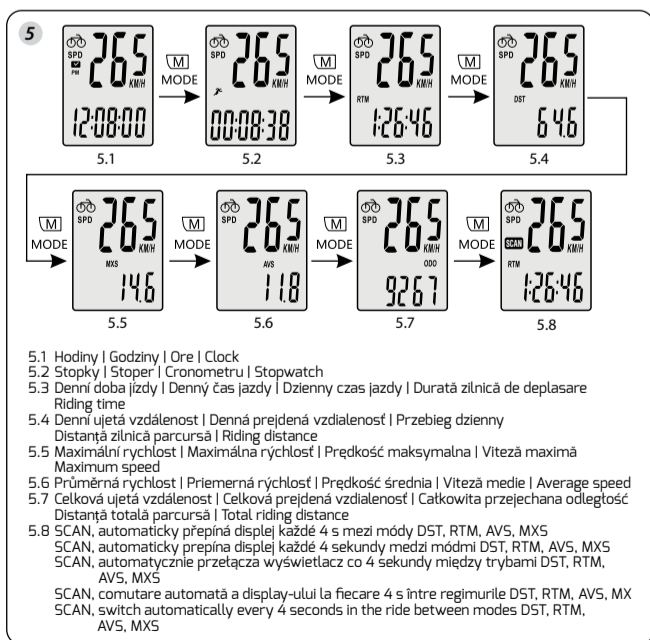 5
SPD 265 KM/H PM 12:08:00
SPD 265 KM/H 00:08:38
SPD 265 KM/H RTM 1:26:46
SPD 265 KM/H DST 64.6
M MODE
M MODE
M MODE
5.1 5.2 5.3 5.4
M MODE
SPD 265 KM/H MXS 14.6
M MODE
SPD 265 KM/H AVS 11.8
M MODE
SPD 265 KM/H ODO 9267
M MODE
SPD 265 KM/H SCAN RTM 1:26:46
5.5 5.6 5.7 5.8
5.1 Hodiny | Godziny | Ore | Clock
5.2 Stopky | Stoper | Cronometru | Stopwatch
5.3 Denní doba jízdy | Denný čas jazdy | Dzienny czas jazdy | Durată zilnică de deplasare
Riding time
5.4 Denní ujetá vzdálenost | Denná prejdená vzdialenosť | Przebieg dzienny
Distanță zilnică parcursă | Riding distance
5.5 Maximální rychlost | Maximálna rýchlosť | Prędkość maksymalna | Viteză maximă
Maximum speed
5.6 Průměrná rychlost | Priemerná rýchlosť | Prędkość średnia | Viteză medie | Average speed
5.7 Celková ujetá vzdálenost | Celková prejdená vzdialenosť | Całkowita przejechana odległość
Distanță totală parcursă | Total riding distance
5.8 SCAN, automaticky přepíná displej každé 4 s mezi módy DST, RTM, AVS, MXS
SCAN, automaticky prepína displej každé 4 sekundy medzi módmi DST, RTM, AVS, MXS
SCAN, automatycznie przełącza wyświetlacz co 4 sekundy między trybami DST, RTM,
AVS, MXS
SCAN, comutare automată a display-ului la fiecare 4 s între regimurile DST, RTM, AVS, MX
SCAN, switch automatically every 4 seconds in the ride between modes DST, RTM,
AVS, MXS